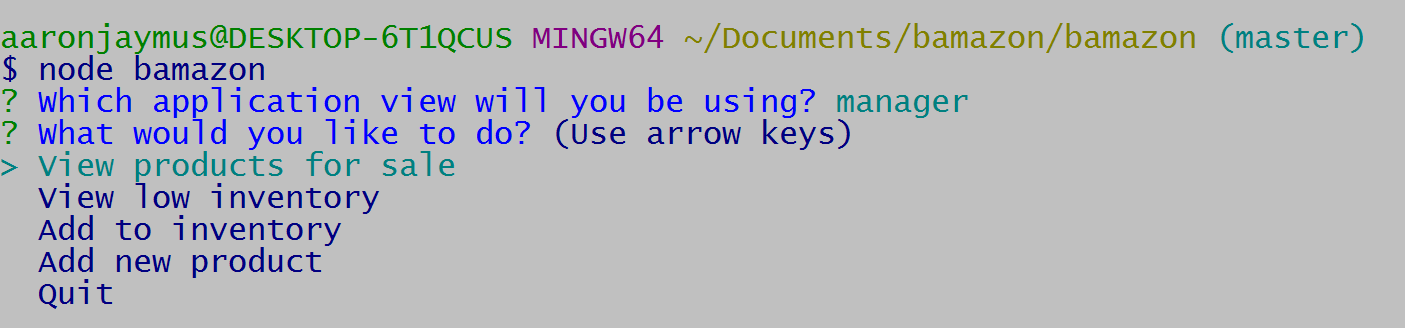 aaronjaymus@DESKTOP-6T1QCUS MINGW64 ~/Documents/bamazon/bamazon (master)
$ node bamazon
? Which application view will you be using? manager
? What would you like to do? (Use arrow keys)
> View products for sale
  View low inventory
  Add to inventory
  Add new product
  Quit